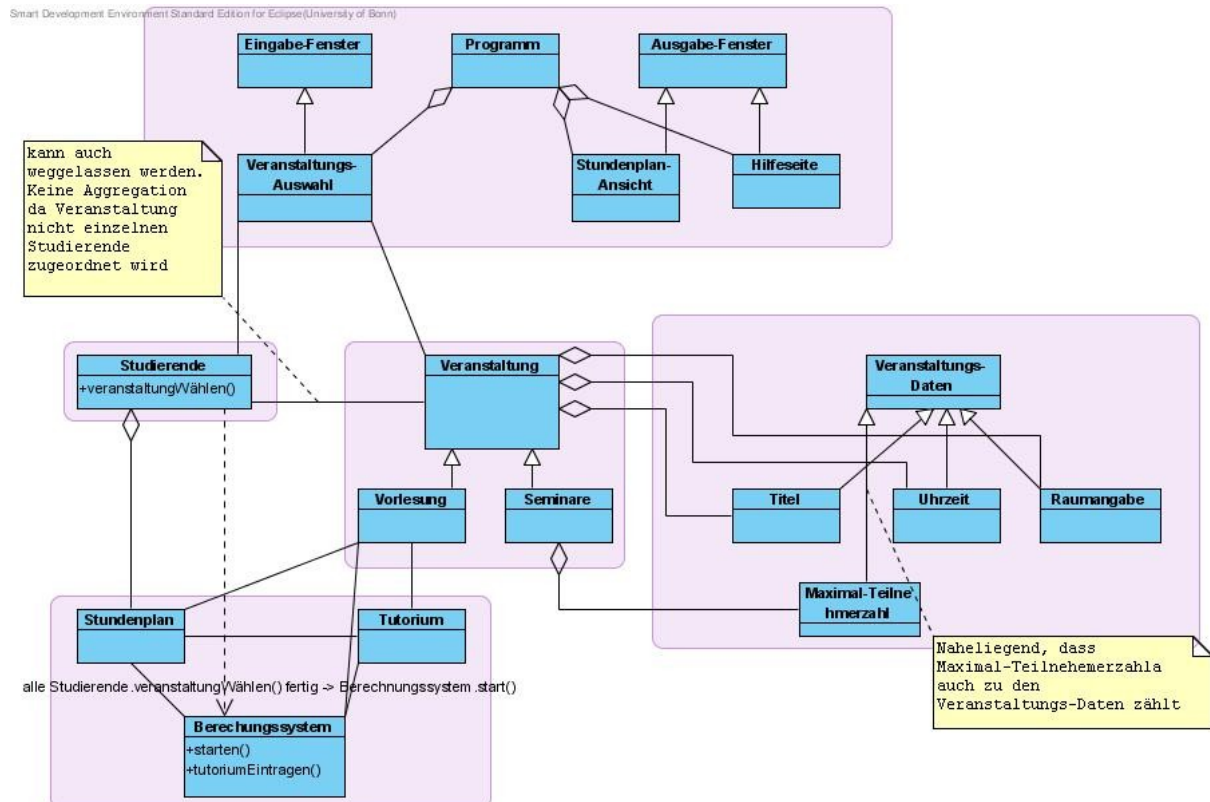 Smart Development Environment Standard Edition for Eclipse(University of Bonn)
Eingabe-Fenster
Programm
Ausgabe-Fenster
kann auch
weggelassen werden.
Keine Aggregation
da Veranstaltung
nicht einzelnen
Studierende
zugeordnet wird
Veranstaltungs-
Auswahl
Stundenplan-
Ansicht
Hilfeseite
Studierende
+veranstaltungWählen()
Veranstaltung
Veranstaltungs-
Daten
Vorlesung
Seminare
Titel
Uhrzeit
Raumangabe
Maximal-Teilne
hmerzahl
Stundenplan
Tutorium
Naheliegend, dass
Maximal-Teilnehemerzahla
auch zu den
Veranstaltungs-Daten zählt
alle Studierende.veranstaltungWählen() fertig -> Berechnungssystem.start()
Berechungssystem
+starten()
+tutoriumEintragen()